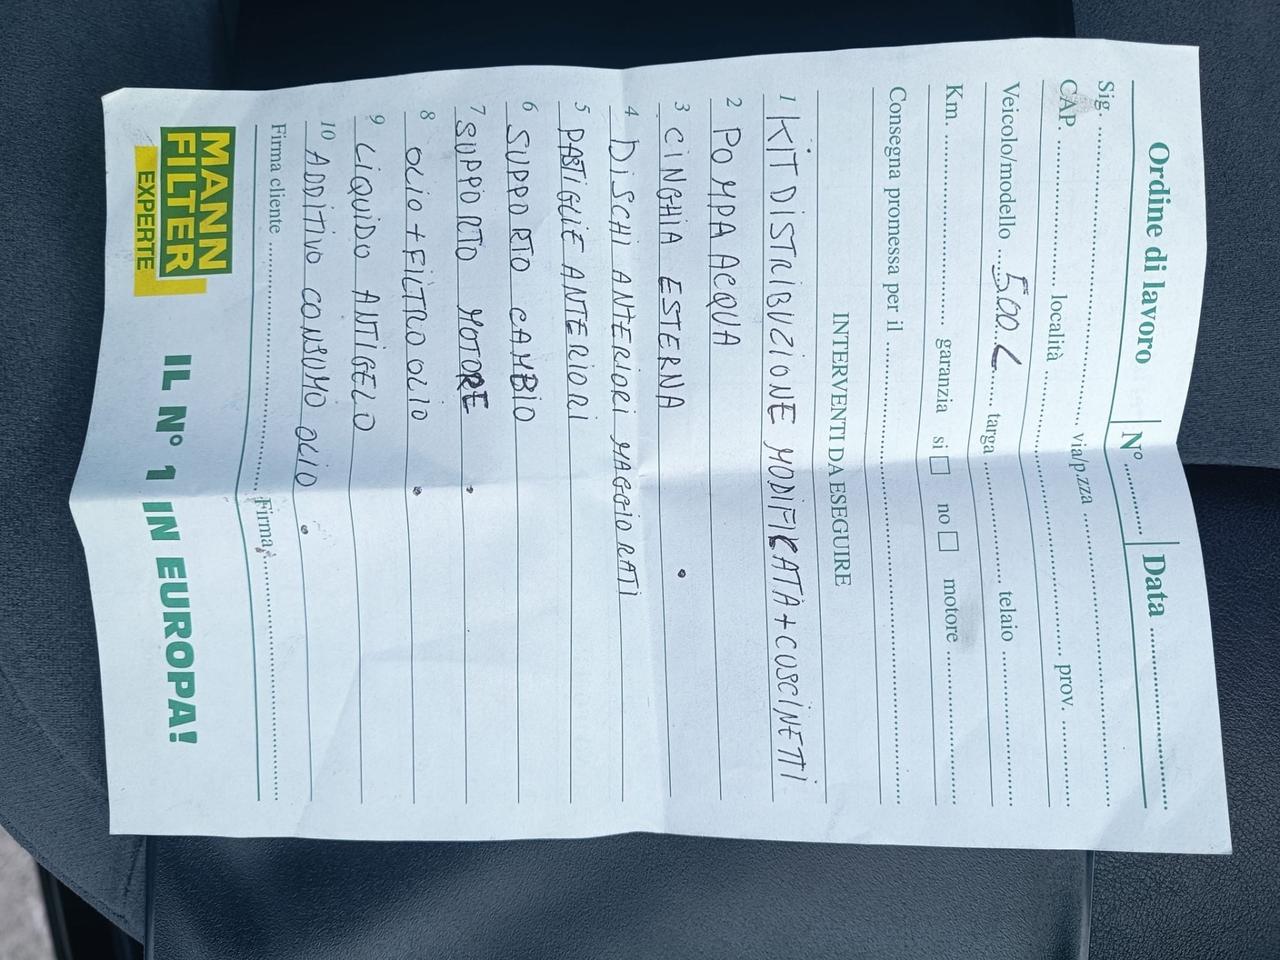 Ordine di lavoro N° ............ Data ........................
Sig. ........................ via/p.zza ........................
CAP. ........................ località ........................ prov. ............
Veicolo/modello ... 500 L ...... targa ........................ telaio ........................
Km. ........................ garanzia si □ no □ motore ........................
Consegna promessa per il ........................
INTERVENTI DA ESEGUIRE
1 KIT DISTRIBUZIONE MODIFICATA + CUSCINETTI
2 POMPA ACQUA
3 CINGHIA ESTERNA
4 DISCHI ANTERIORI MAGGIORATI
5 PASTIGLIE ANTERIORI
6 SUPPORTO CAMBIO
7 SUPPORTO MOTORE
8 OLIO + FILTRO OLIO
9 LIQUIDO ANTIGELO
10 ADDITIVO CONSUMO OLIO
Firma cliente ........................ Firma ........................
MANN
FILTER
EXPERTE
IL N° 1 IN EUROPA!